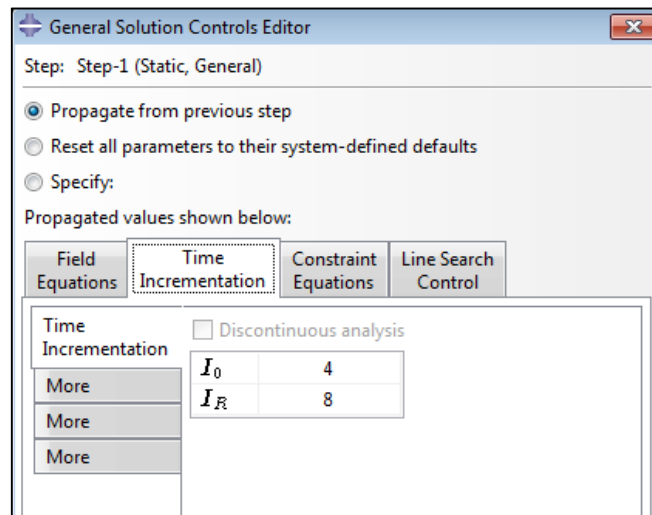 General Solution Controls Editor
Step: Step-1 (Static, General)
Propagate from previous step
Reset all parameters to their system-defined defaults
Specify:
Propagated values shown below:
Field Equations
Time Incrementation
Constraint Equations
Line Search Control
Time Incrementation
More
More
More
Discontinuous analysis
I₀ 4
I_R 8